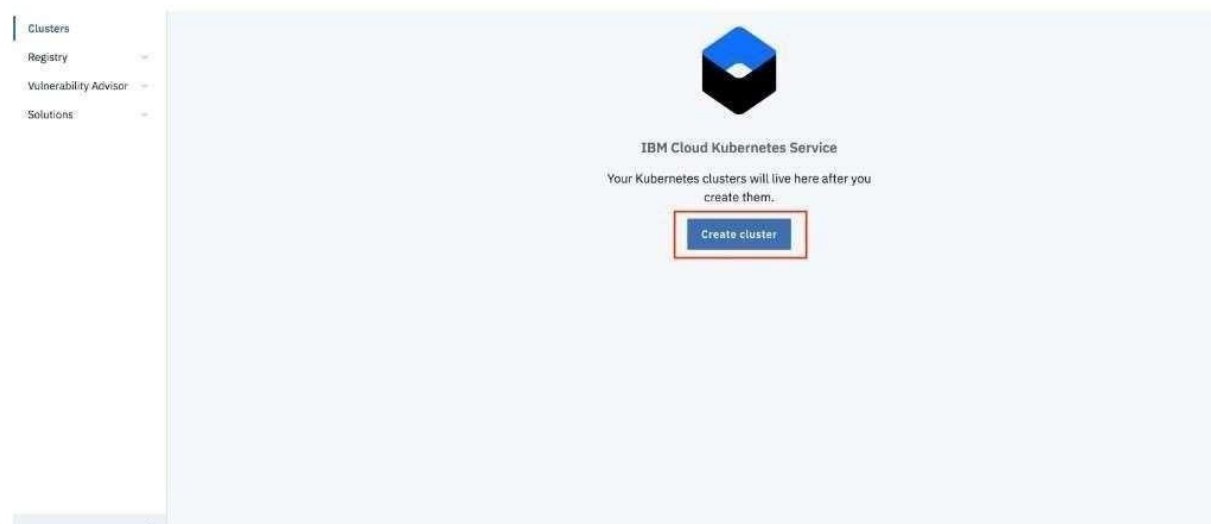 Clusters
Registry
Vulnerability Advisor
Solutions
IBM Cloud Kubernetes Service
Your Kubernetes clusters will live here after you
create them.
Create cluster